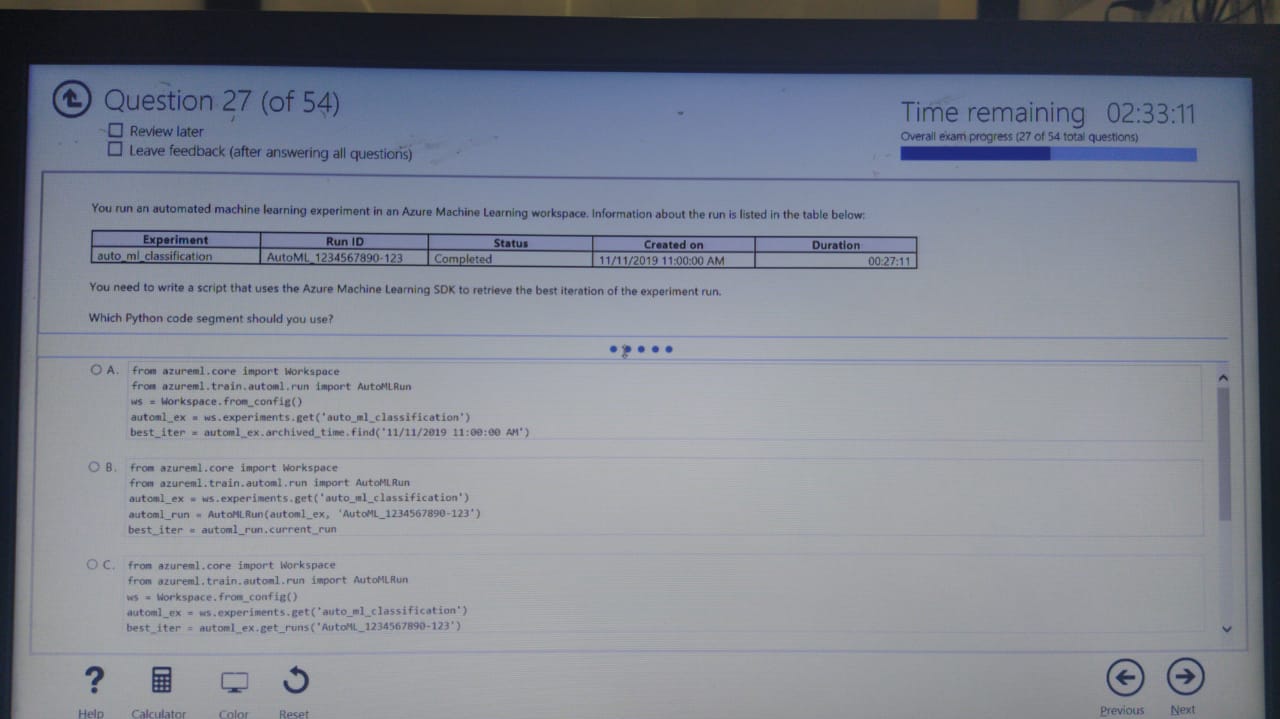 Question 27 (of 54)
Review later
Leave feedback (after answering all questions)
Time remaining 02:33:11
Overall exam progress (27 of 54 total questions)
You run an automated machine learning experiment in an Azure Machine Learning workspace. Information about the run is listed in the table below:
Experiment Run ID Status Created on Duration
auto_ml_classification AutoML_1234567890-123 Completed 11/11/2019 11:00:00 AM 00:27:11
You need to write a script that uses the Azure Machine Learning SDK to retrieve the best iteration of the experiment run.
Which Python code segment should you use?
A. from azureml.core import Workspace
from azureml.train.automl.run import AutoMLRun
ws = Workspace.from_config()
automl_ex = ws.experiments.get('auto_ml_classification')
best_iter = automl_ex.archived_time.find('11/11/2019 11:00:00 AM')
B. from azureml.core import Workspace
from azureml.train.automl.run import AutoMLRun
automl_ex = ws.experiments.get('auto_ml_classification')
automl_run = AutoMLRun(automl_ex, 'AutoML_1234567890-123')
best_iter = automl_run.current_run
C. from azureml.core import Workspace
from azureml.train.automl.run import AutoMLRun
ws = Workspace.from_config()
automl_ex = ws.experiments.get('auto_ml_classification')
best_iter = automl_ex.get_runs('AutoML_1234567890-123')
? 
Help Calculator Color Reset Previous Next